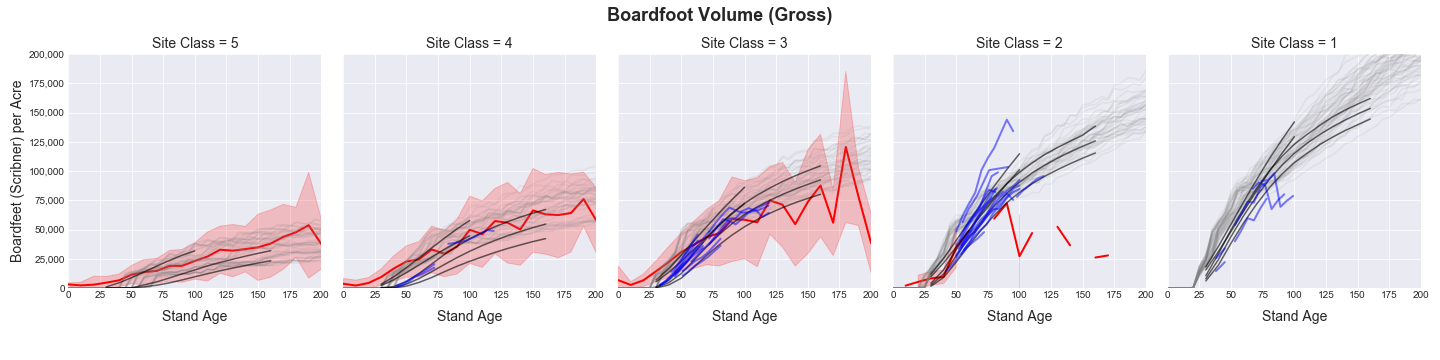 Boardfoot Volume (Gross)
Site Class = 5
Site Class = 4
Site Class = 3
Site Class = 2
Site Class = 1
Boardfeet (Scribner) per Acre
200,000
175,000
150,000
125,000
100,000
75,000
50,000
25,000
0
0 25 50 75 100 125 150 175 200
0 25 50 75 100 125 150 175 200
0 25 50 75 100 125 150 175 200
0 25 50 75 100 125 150 175 200
0 25 50 75 100 125 150 175 200
Stand Age
Stand Age
Stand Age
Stand Age
Stand Age